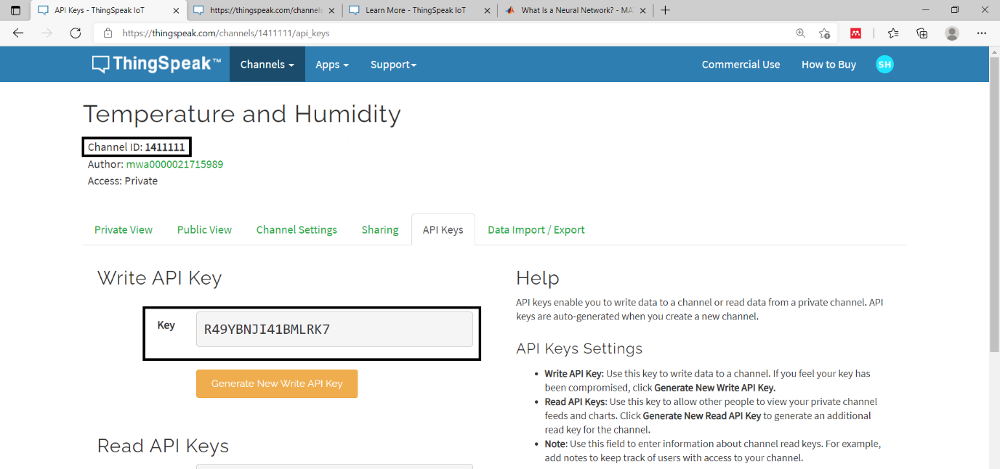 API Keys - ThingSpeak IoT
https://thingspeak.com/channels
Learn More - ThingSpeak IoT
What Is a Neural Network? - MA
https://thingspeak.com/channels/1411111/api_keys
ThingSpeak™
Channels
Apps
Support
Commercial Use
How to Buy
SH
Temperature and Humidity
Channel ID: 1411111
Author: mwa0000021715989
Access: Private
Private View
Public View
Channel Settings
Sharing
API Keys
Data Import / Export
Write API Key
Key
R49YBNJI41BMLRK7
Generate New Write API Key
Read API Keys
Help
API keys enable you to write data to a channel or read data from a private channel. API
keys are auto-generated when you create a new channel.
API Keys Settings
• Write API Key: Use this key to write data to a channel. If you feel your key has
been compromised, click Generate New Write API Key.
• Read API Keys: Use this key to allow other people to view your private channel
feeds and charts. Click Generate New Read API Key to generate an additional
read key for the channel.
• Note: Use this field to enter information about channel read keys. For example,
add notes to keep track of users with access to your channel.